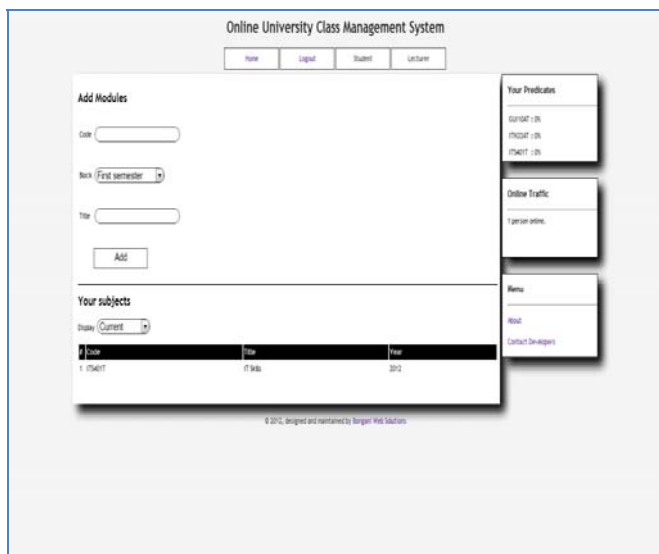 Online University Class Management System
Home Logout Student Lecturer
Add Modules
Code
Block First semester
Title
Add
Your subjects
Display Current
# Code Title Year
1 ITS401T IT Skills 2012
Your Predicates
: 0%
: 0%
ITS401T : 0%
Online Traffic
1 person online.
Menu
About
Contact Developers
© 2012, designed and maintained by Bongani Web Solutions